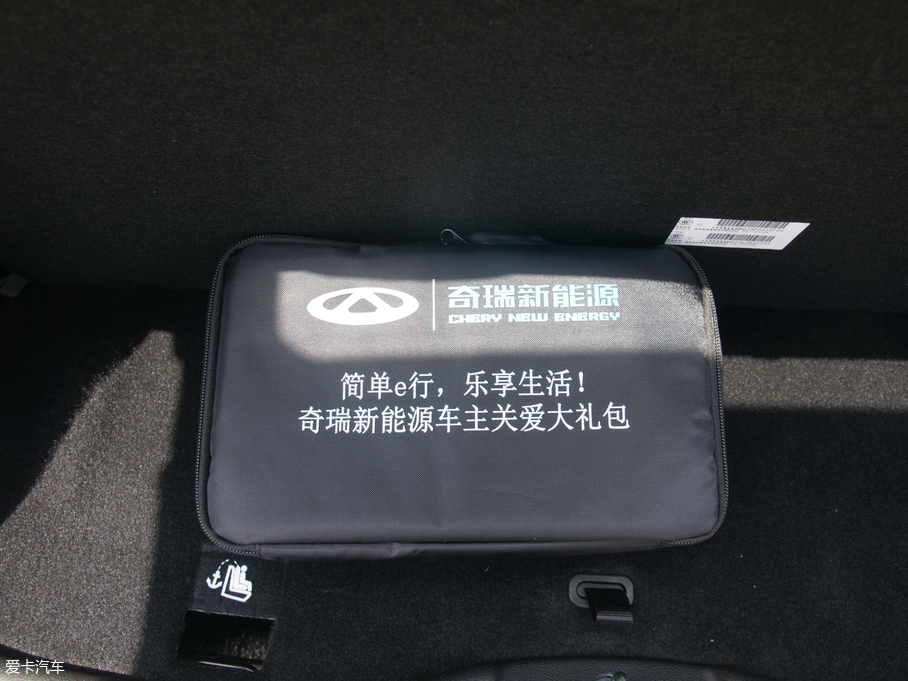 奇瑞新能源
CHERY NEW ENERGY
简单e行，乐享生活！
奇瑞新能源车主关爱大礼包
爱卡汽车